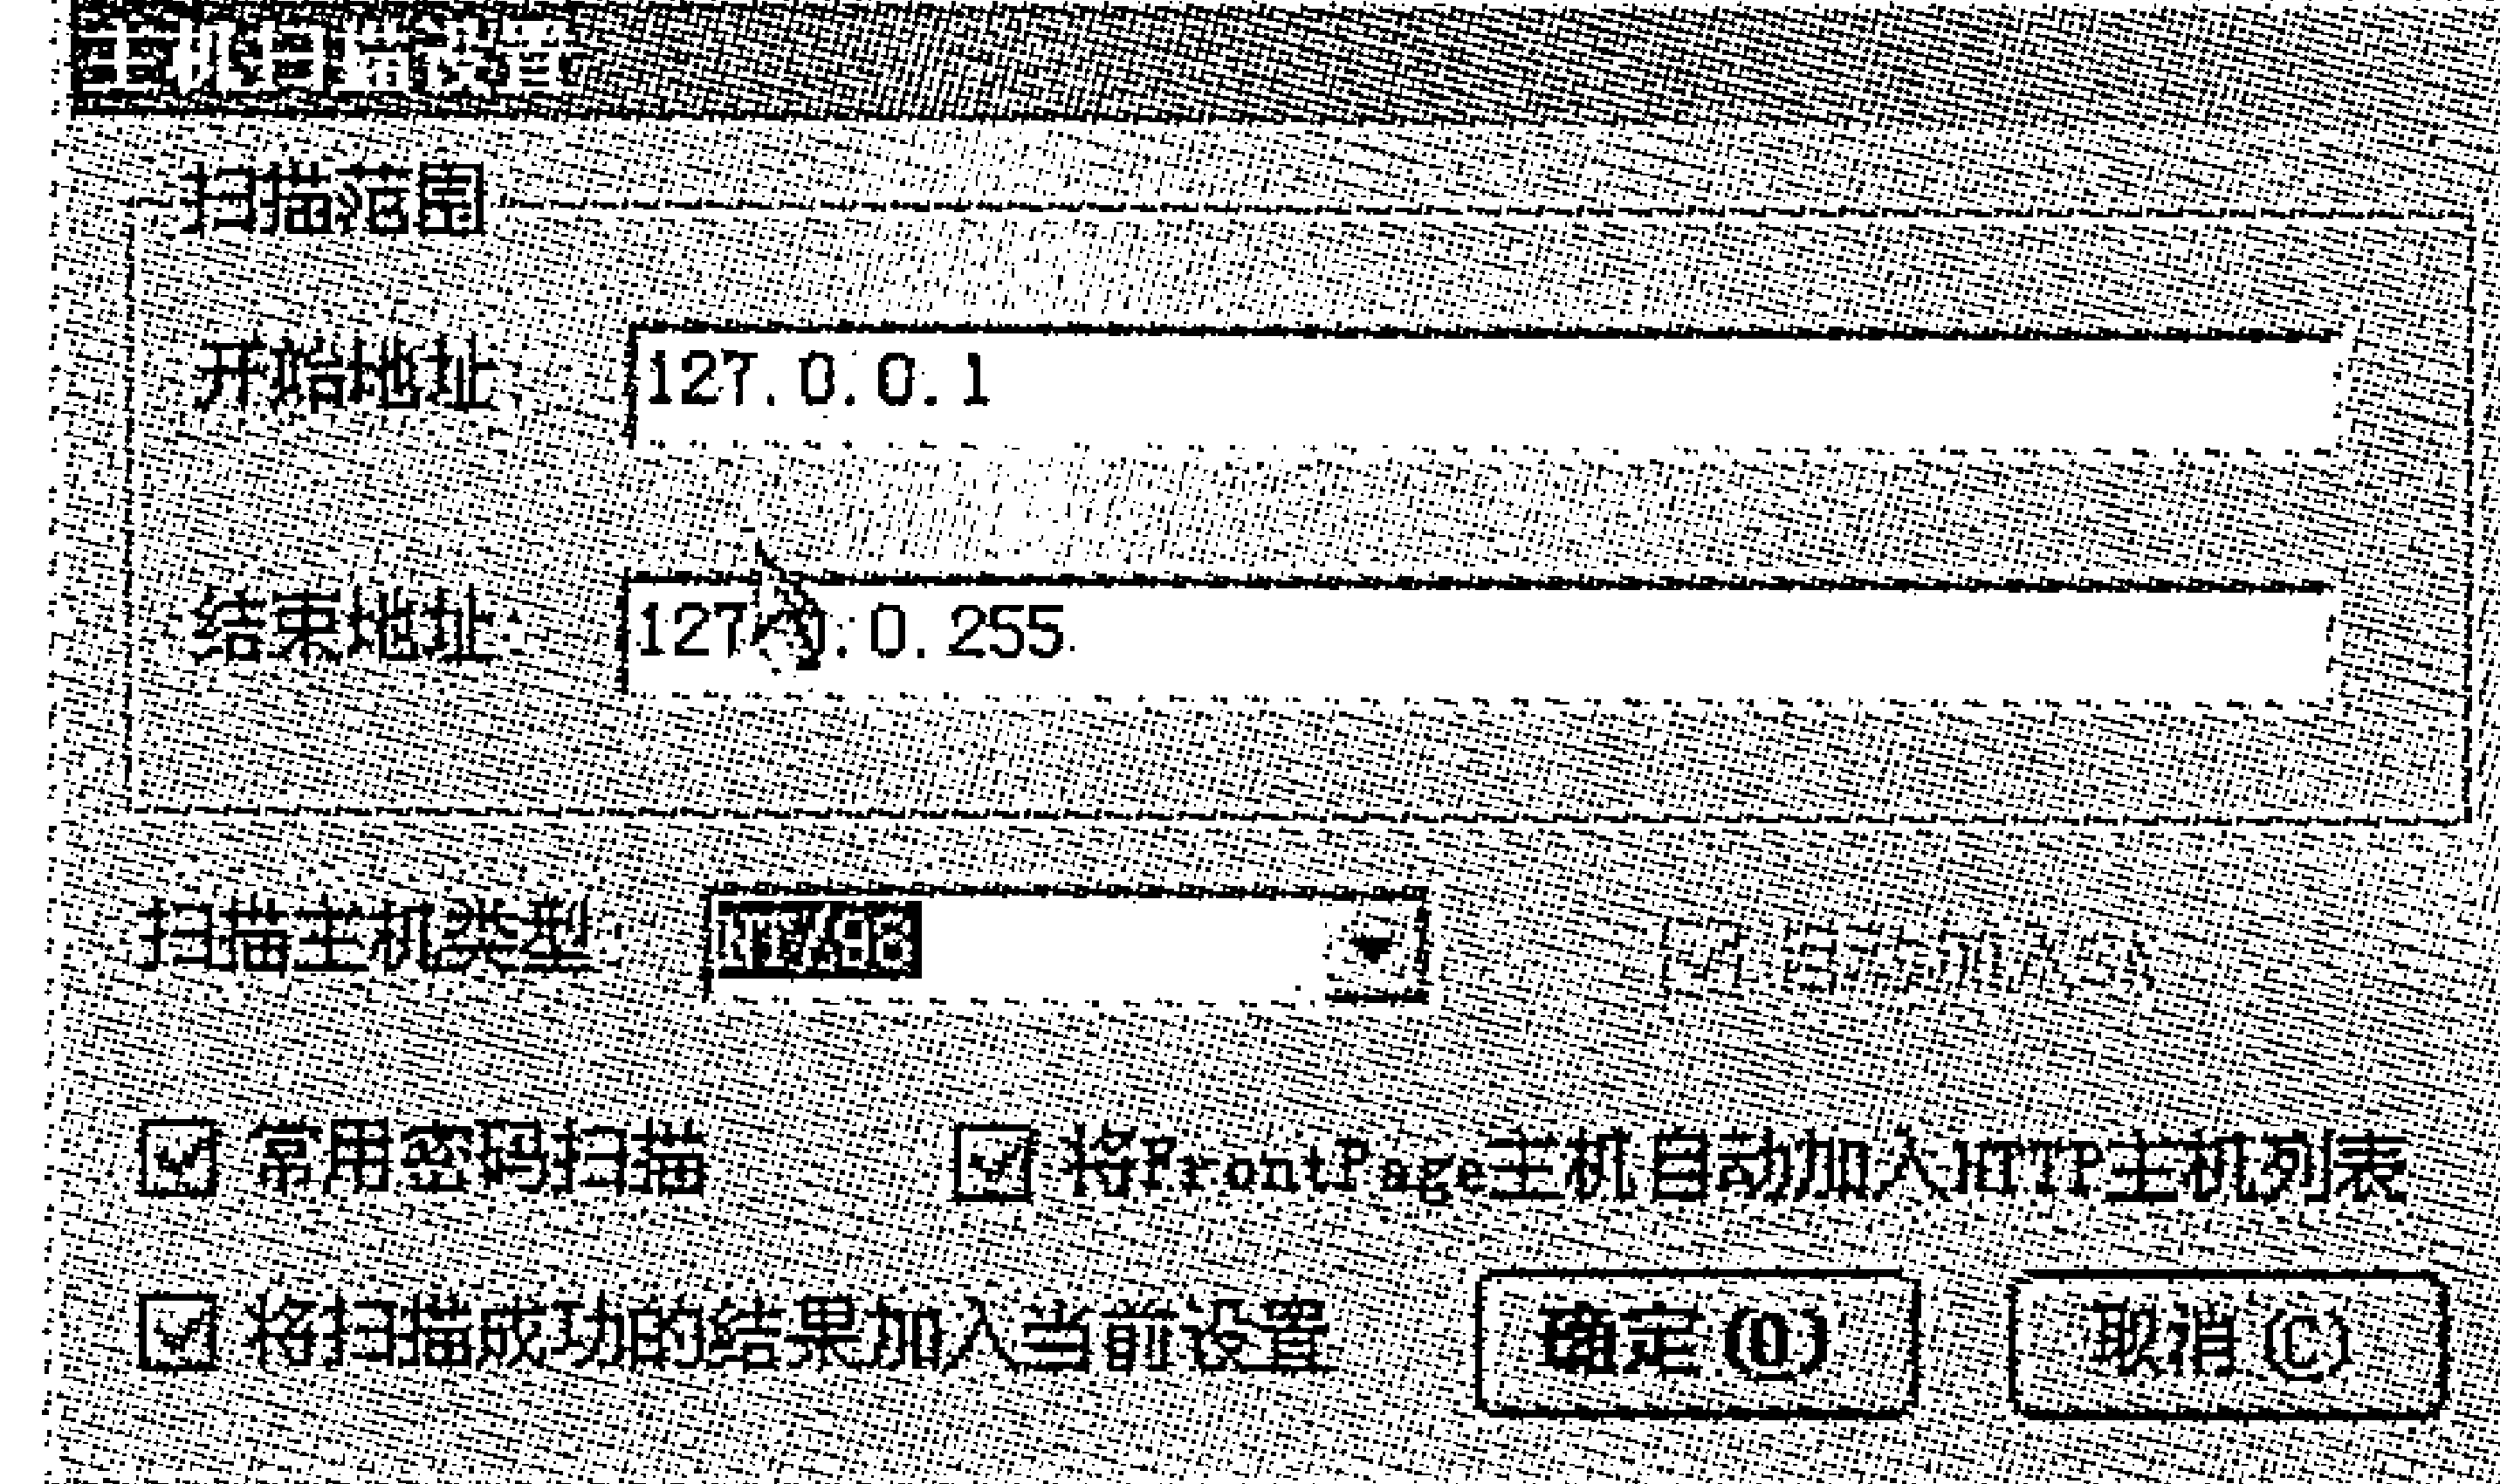 扫描范围
开始地址: 127.0.0.1
结束地址: 127.0.0.255
扫描主机类型: NT/98
常用密码扫描 将FrontPage主机自动加入HTTP主机列表
将扫描成功的结果加入当前设置 确定(O) 取消(C)